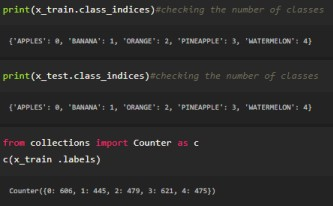 print(x_train.class_indices)#checking the number of classes
{'APPLES': 0, 'BANANA': 1, 'ORANGE': 2, 'PINEAPPLE': 3, 'WATERMELON': 4}
print(x_test.class_indices)#checking the number of classes
{'APPLES': 0, 'BANANA': 1, 'ORANGE': 2, 'PINEAPPLE': 3, 'WATERMELON': 4}
from collections import Counter as c
c(x_train .labels)
Counter({0: 606, 1: 445, 2: 479, 3: 621, 4: 475})